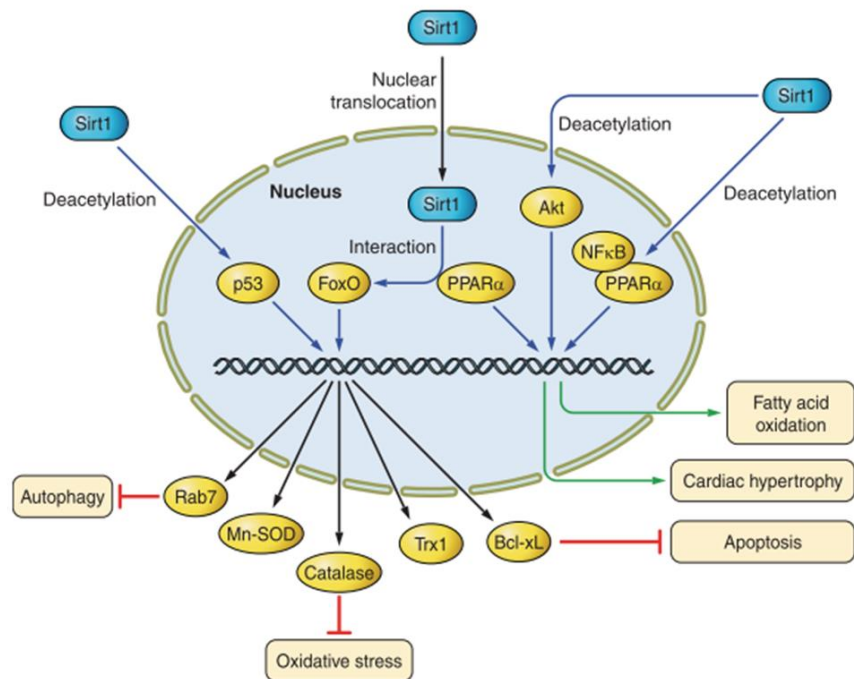 Sirt1
Nuclear
translocation
Sirt1
Sirt1
Deacetylation
Deacetylation
Deacetylation
Nucleus
Sirt1
Akt
Interaction
NFκB
p53
FoxO
PPARα
PPARα
Fatty acid
oxidation
Cardiac hypertrophy
Autophagy
Rab7
Mn-SOD
Trx1
Bcl-xL
Apoptosis
Catalase
Oxidative stress